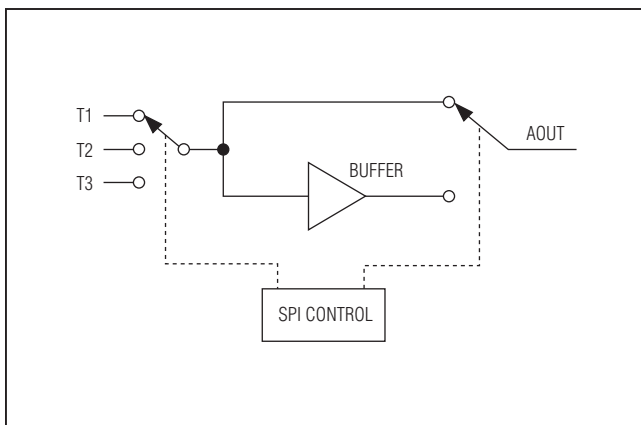 T1
T2
T3
BUFFER
AOUT
SPI CONTROL